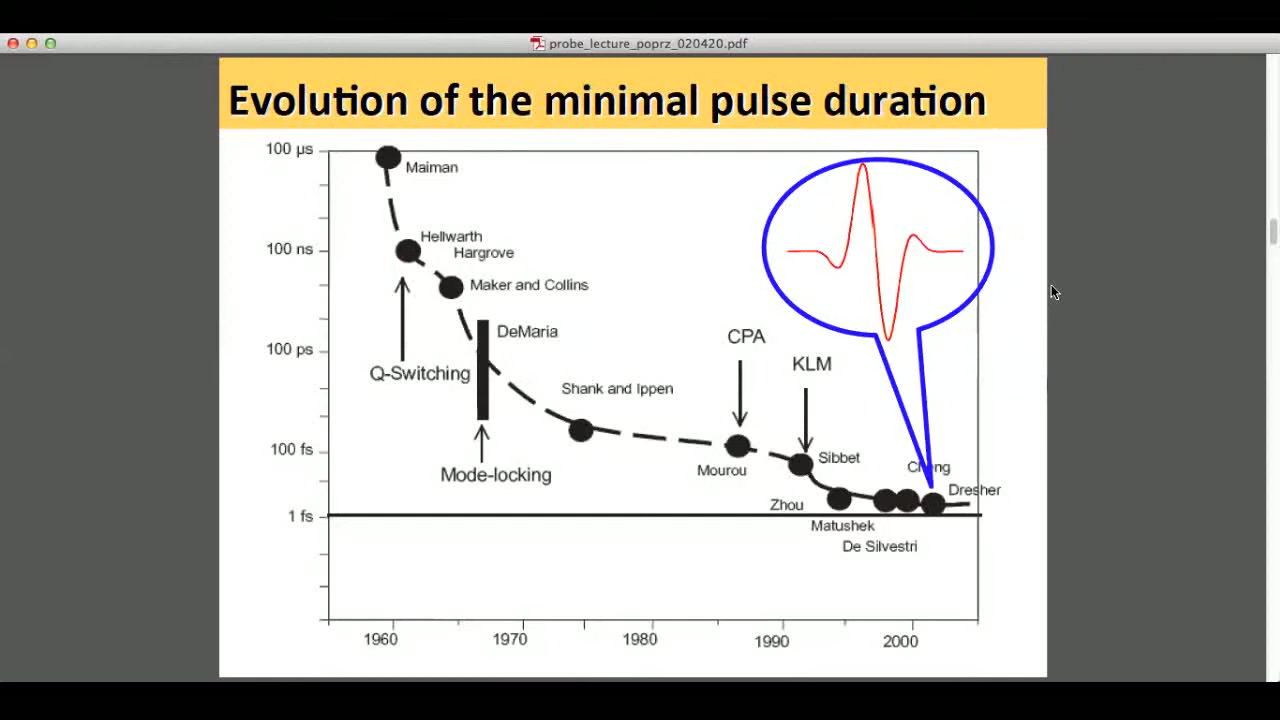 probe_lecture_poprz_020420.pdf
Evolution of the minimal pulse duration
100 µs
Maiman
Hellwarth
100 ns
Hargrove
Maker and Collins
DeMaria
CPA
100 ps
KLM
Q-Switching
Shank and Ippen
100 fs
Sibbet
Mourou
Cheng
Mode-locking
Dresher
Zhou
1 fs
Matushek
De Silvestri
1960
1970
1980
1990
2000